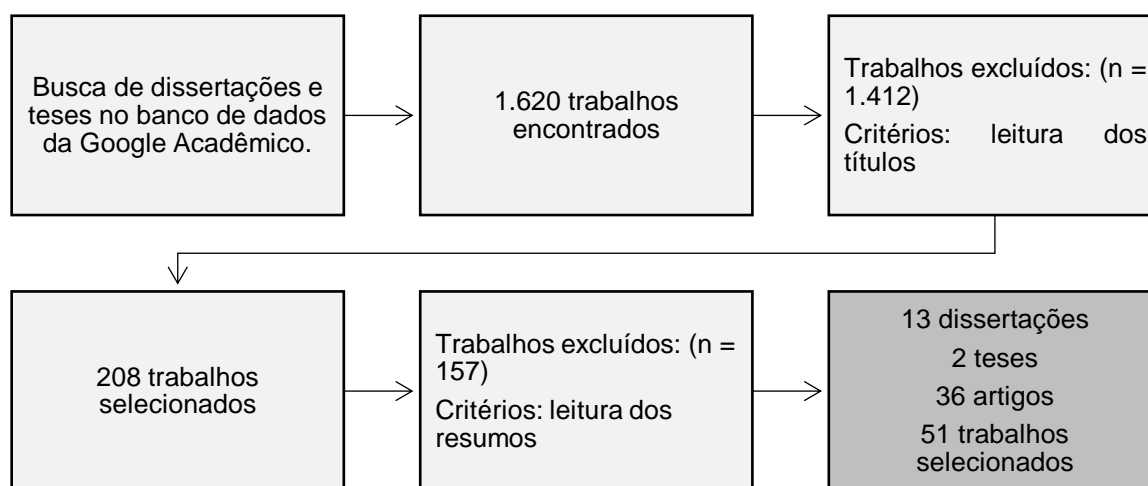 Busca de dissertações e
teses no banco de dados
da Google Acadêmico.
1.620 trabalhos
encontrados
Trabalhos excluídos: (n =
1.412)
Critérios: leitura dos
títulos
208 trabalhos
selecionados
Trabalhos excluídos: (n =
157)
Critérios: leitura dos
resumos
13 dissertações
2 teses
36 artigos
51 trabalhos
selecionados